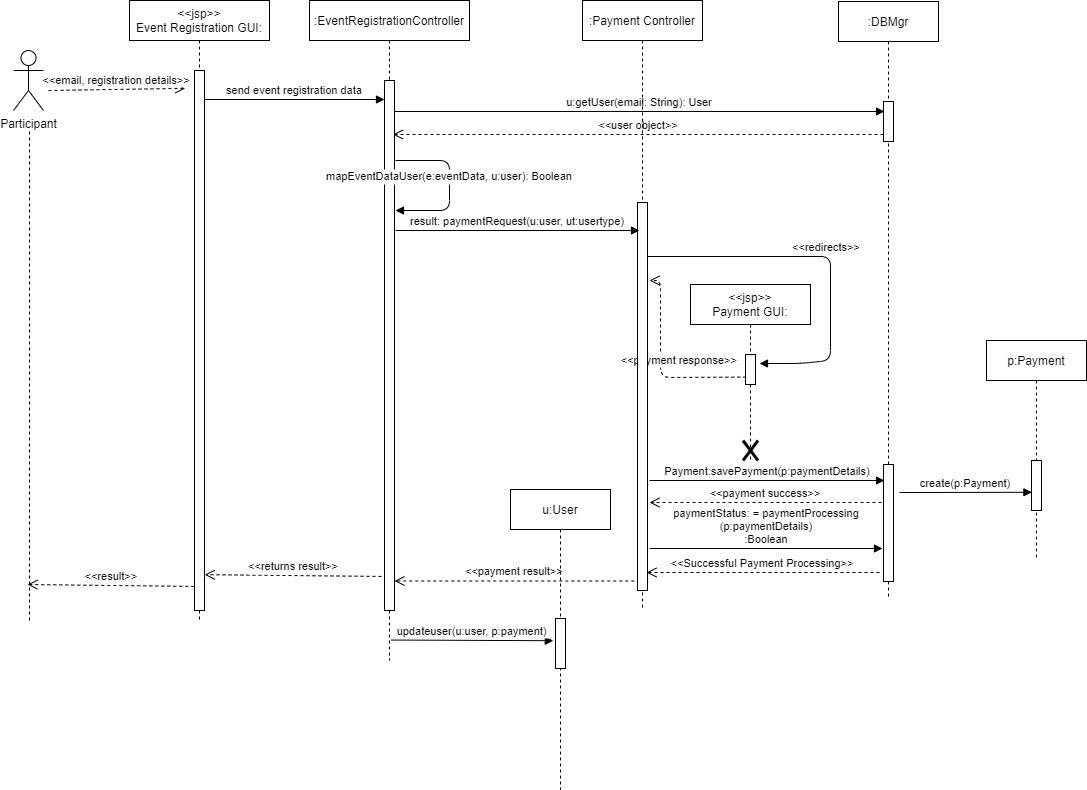 <<jsp>>
Event Registration GUI:
:EventRegistrationController
:Payment Controller
:DBMgr
<<email, registration details>>
Participant
send event registration data
u:getUser(email: String): User
<<user object>>
mapEventDataUser(e:eventData, u:user): Boolean
result: paymentRequest(u:user, ut:usertype)
<<redirects>>
<<jsp>>
Payment GUI:
<<payment response>>
p:Payment
Payment:savePayment(p:paymentDetails)
create(p:Payment)
<<payment success>>
u:User
paymentStatus: = paymentProcessing
(p:paymentDetails)
:Boolean
<<Successful Payment Processing>>
<<payment result>>
<<returns result>>
<<result>>
updateuser(u:user, p:payment)